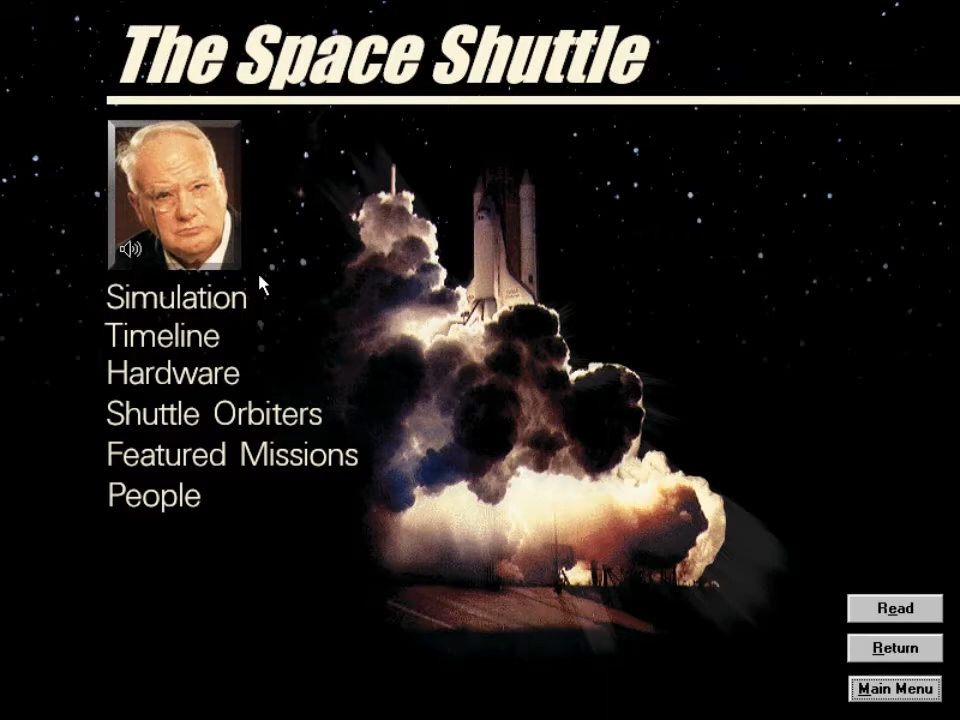 The Space Shuttle
Simulation
Timeline
Hardware
Shuttle Orbiters
Featured Missions
People
Read
Return
Main Menu